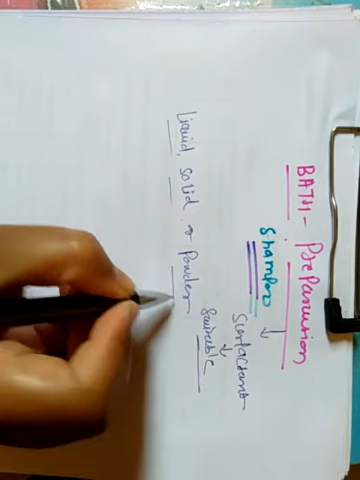 BATH - Preparation
Shampoo
↓
Surfactant
↓
Suitable
Liquid, Solid or Powder